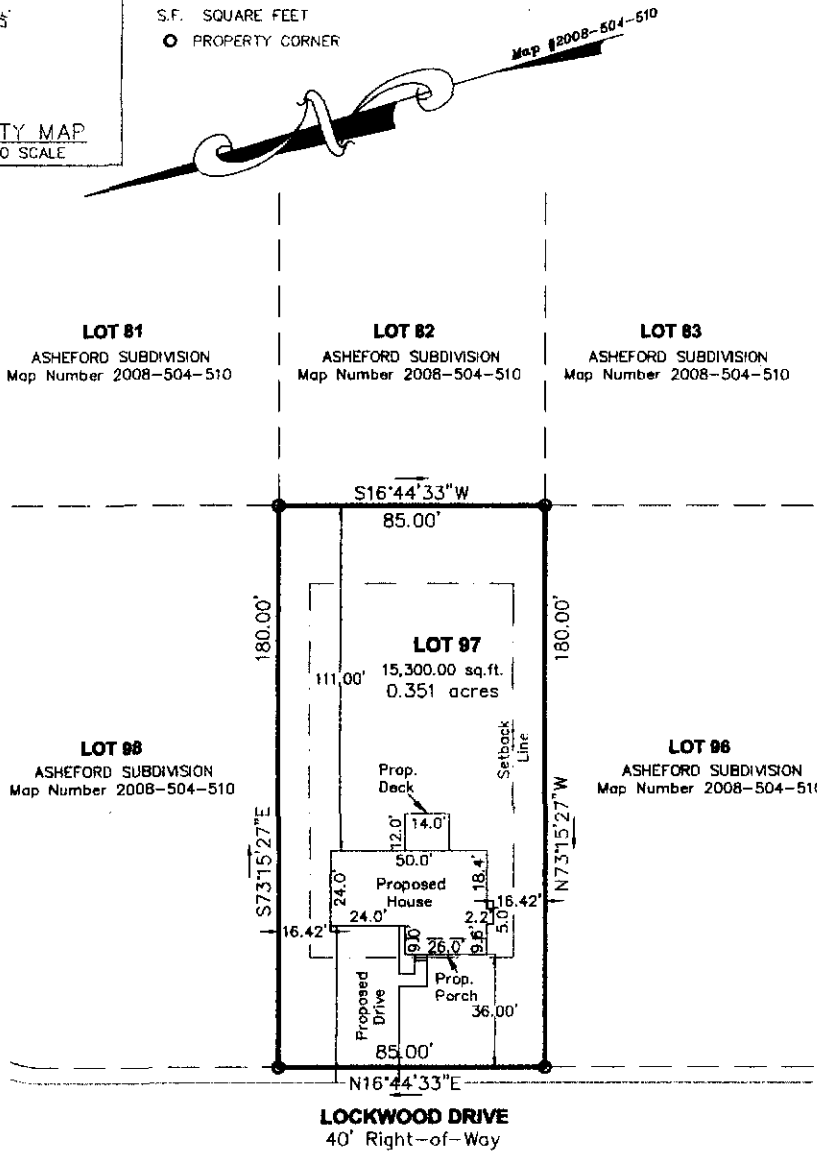 S.F. SQUARE FEET
PROPERTY CORNER
TY MAP
O SCALE
Map #2008-504-510
N
LOT 81
ASHEFORD SUBDIVISION
Map Number 2008-504-510
LOT 82
ASHEFORD SUBDIVISION
Map Number 2008-504-510
LOT 83
ASHEFORD SUBDIVISION
Map Number 2008-504-510
S16°44'33"W
85.00'
180.00'
180.00'
LOT 97
15,300.00 sq.ft.
0.351 acres
111.00'
Setback
Line
LOT 98
ASHEFORD SUBDIVISION
Map Number 2008-504-510
LOT 96
ASHEFORD SUBDIVISION
Map Number 2008-504-510
S73°15'27"E
N73°15'27"W
Prop.
Deck
14.0'
12.0'
50.0'
24.0'
Proposed
House
18.4'
16.42'
2.2'
5.0'
24.0'
16.42'
9.0'
26.0'
9.6'
Prop.
Porch
Proposed
Drive
36.00'
85.00'
N16°44'33"E
LOCKWOOD DRIVE
40' Right-of-Way